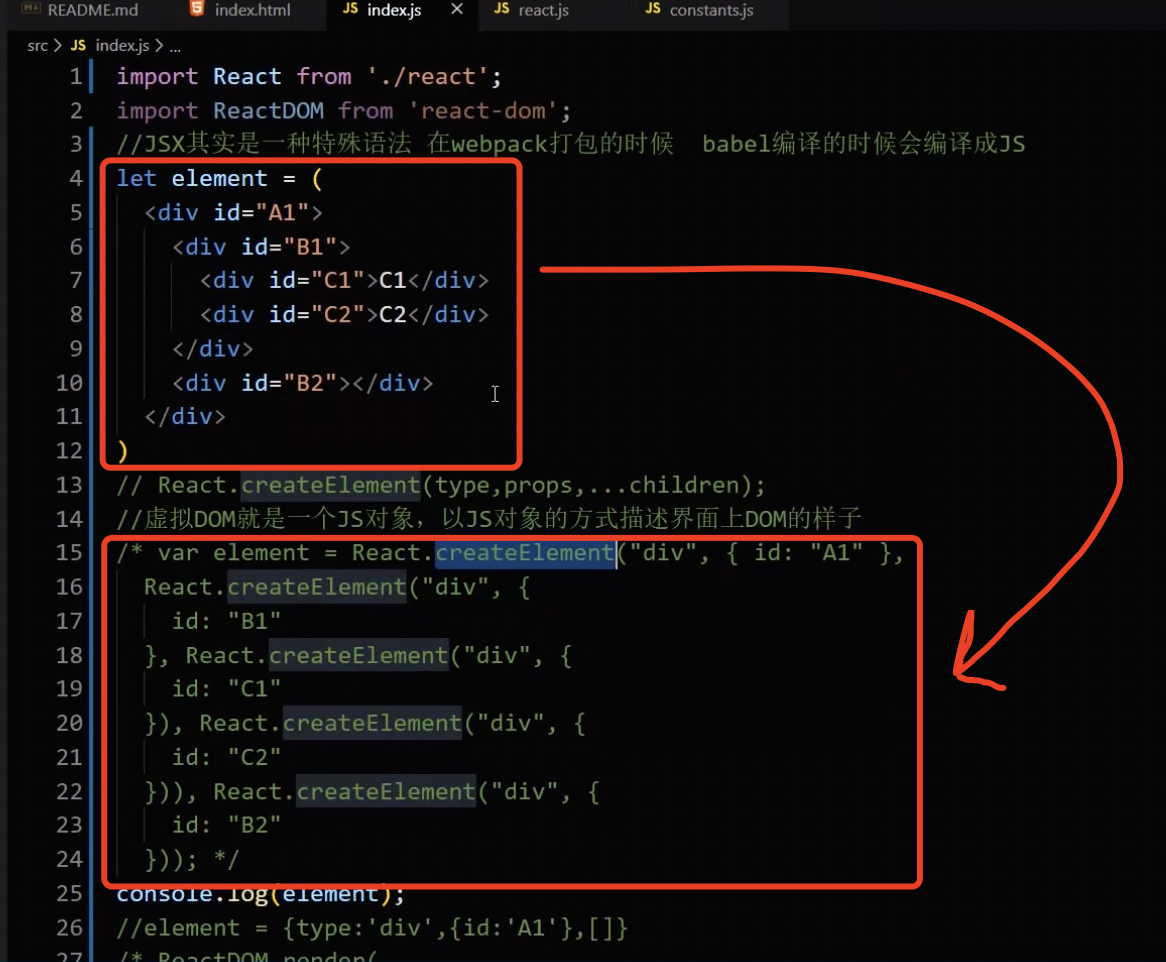 README.md index.html JS index.js × JS react.js JS constants.js
src > JS index.js > ...
1 import React from './react';
2 import ReactDOM from 'react-dom';
3 //JSX其实是一种特殊语法 在webpack打包的时候  babel编译的时候会编译成JS
4 let element = (
5   <div id="A1">
6     <div id="B1">
7       <div id="C1">C1</div>
8       <div id="C2">C2</div>
9     </div>
10     <div id="B2"></div>
11   </div>
12 )
13 // React.createElement(type,props,...children);
14 //虚拟DOM就是一个JS对象，以JS对象的方式描述界面上DOM的样子
15 /* var element = React.createElement("div", { id: "A1" },
16   React.createElement("div", {
17     id: "B1"
18   }, React.createElement("div", {
19     id: "C1"
20   }), React.createElement("div", {
21     id: "C2"
22   })), React.createElement("div", {
23     id: "B2"
24   })); */
25 console.log(element);
26 //element = {type:'div',{id:'A1'},[]}
27 /* ReactDOM.render(